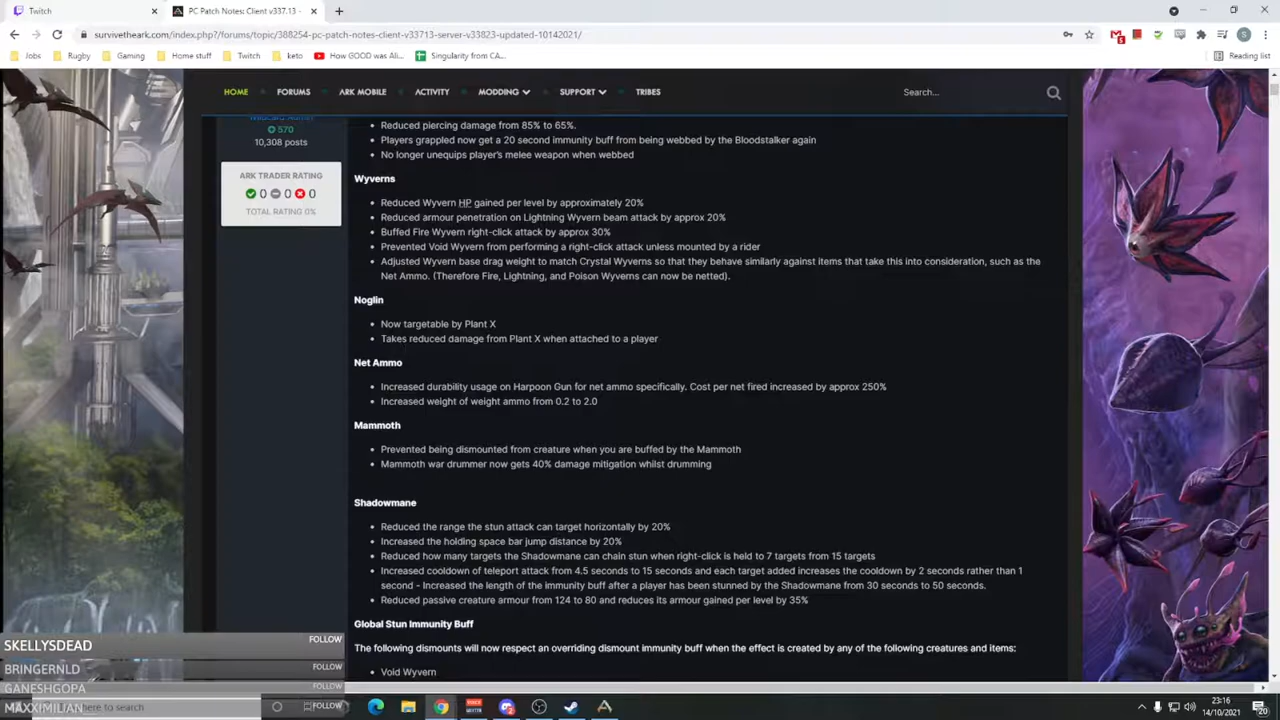 Twitch
PC Patch Notes: Client v337.13 -
survivetheark.com/index.php?/forums/topic/388254-pc-patch-notes-client-v33713-server-v33823-updated-10142021/
Jobs
Rugby
Gaming
Home stuff
Twitch
keto
How GOOD was Ali...
Singularity from CA...
Reading list
HOME
FORUMS
ARK MOBILE
ACTIVITY
MODDING
SUPPORT
TRIBES
Search...
570
10,308 posts
ARK TRADER RATING
0 0 0
TOTAL RATING 0%
Reduced piercing damage from 85% to 65%.
Players grappled now get a 20 second immunity buff from being webbed by the Bloodstalker again
No longer unequips player's melee weapon when webbed
Wyverns
Reduced Wyvern HP gained per level by approximately 20%
Reduced armour penetration on Lightning Wyvern beam attack by approx 20%
Buffed Fire Wyvern right-click attack by approx 30%
Prevented Void Wyvern from performing a right-click attack unless mounted by a rider
Adjusted Wyvern base drag weight to match Crystal Wyverns so that they behave similarly against items that take this into consideration, such as the
Net Ammo. (Therefore Fire, Lightning, and Poison Wyverns can now be netted).
Noglin
Now targetable by Plant X
Takes reduced damage from Plant X when attached to a player
Net Ammo
Increased durability usage on Harpoon Gun for net ammo specifically. Cost per net fired increased by approx 250%
Increased weight of weight ammo from 0.2 to 2.0
Mammoth
Prevented being dismounted from creature when you are buffed by the Mammoth
Mammoth war drummer now gets 40% damage mitigation whilst drumming
Shadowmane
Reduced the range the stun attack can target horizontally by 20%
Increased the holding space bar jump distance by 20%
Reduced how many targets the Shadowmane can chain stun when right-click is held to 7 targets from 15 targets
Increased cooldown of teleport attack from 4.5 seconds to 15 seconds and each target added increases the cooldown by 2 seconds rather than 1
second - Increased the length of the immunity buff after a player has been stunned by the Shadowmane from 30 seconds to 50 seconds.
Reduced passive creature armour from 124 to 80 and reduces its armour gained per level by 35%
Global Stun Immunity Buff
The following dismounts will now respect an overriding dismount immunity buff when the effect is created by any of the following creatures and items:
Void Wyvern
SKELLYSDEAD FOLLOW
BRINGERNLD FOLLOW
GANESHGOPA FOLLOW
MAXXIMILIAN FOLLOW
here to search
23:16
14/10/2021
20